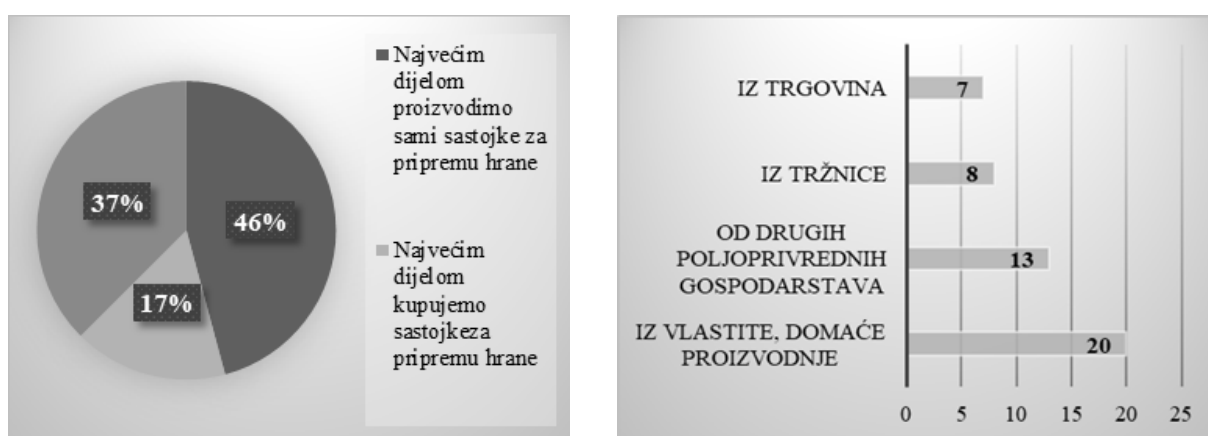 37%
46%
17%
Najvećim
dijelom
proizvodimo
sami sastojke za
pripremu hrane
Najvećim
dijelom
kupujemo
sastojkeza
pripremu hrane
IZ TRGOVINA
7
IZ TRŽNICE
8
OD DRUGIH
POLJOPRIVREDNIH
GOSPODARSTAVA
13
IZ VLASTITE, DOMAĆE
PROIZVODNJE
20
0 5 10 15 20 25